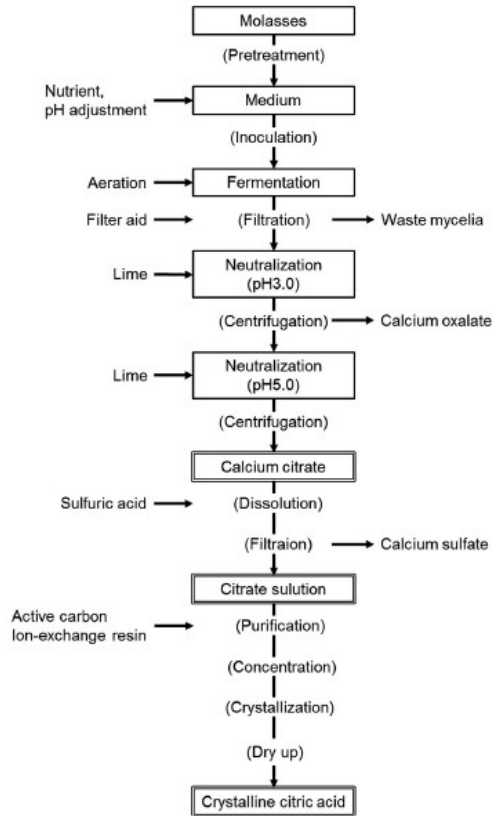 Molasses
(Pretreatment)
Nutrient,
pH adjustment
Medium
(Inoculation)
Aeration
Fermentation
Filter aid
(Filtration)
Waste mycelia
Lime
Neutralization
(pH3.0)
(Centrifugation)
Calcium oxalate
Lime
Neutralization
(pH5.0)
(Centrifugation)
Calcium citrate
Sulfuric acid
(Dissolution)
(Filtraion)
Calcium sulfate
Citrate sulution
Active carbon
Ion-exchange resin
(Purification)
(Concentration)
(Crystallization)
(Dry up)
Crystalline citric acid